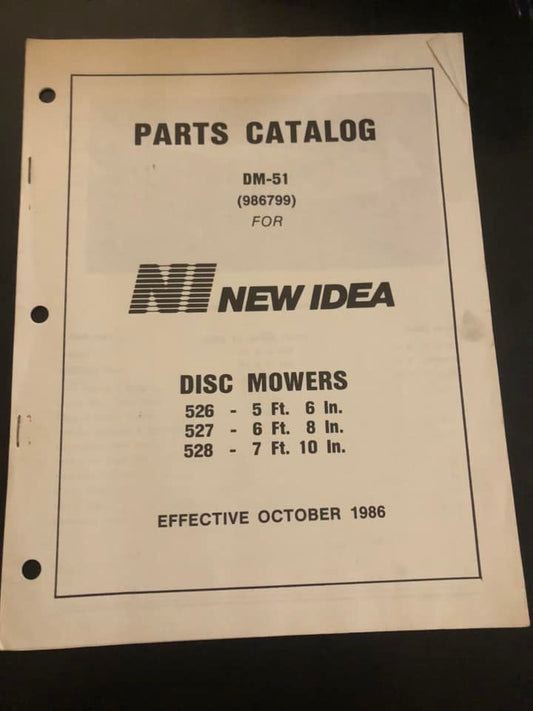 PARTS CATALOG
DM-51
(986799)
FOR
NI NEW IDEA
DISC MOWERS
526 - 5 Ft. 6 In.
527 - 6 Ft. 8 In.
528 - 7 Ft. 10 In.
EFFECTIVE OCTOBER 1986